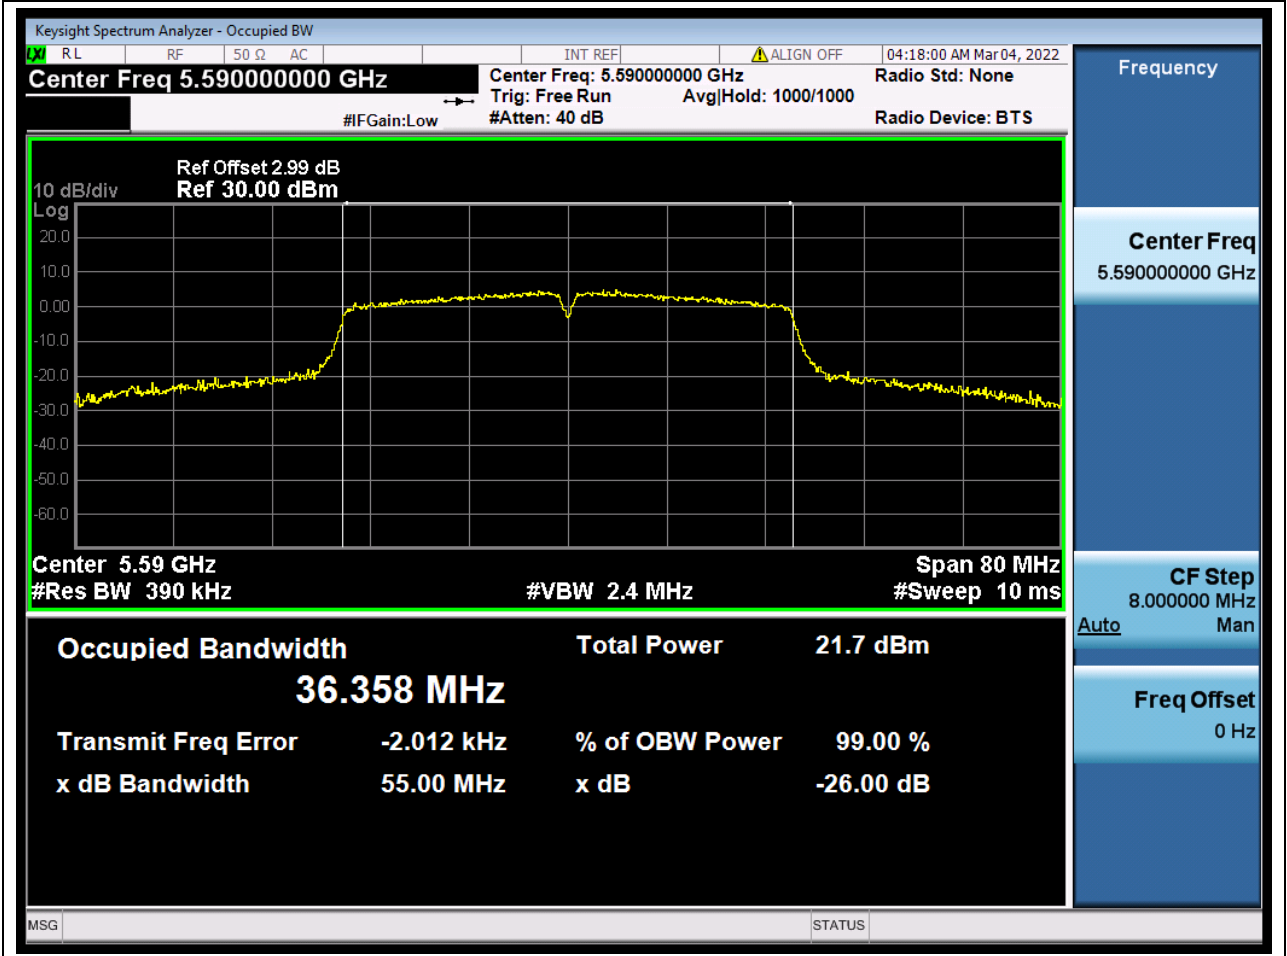 Keysight Spectrum Analyzer - Occupied BW
LXI RL RF 50 Ω AC INT REF ALIGN OFF 04:18:00 AM Mar 04, 2022
Center Freq 5.590000000 GHz
Center Freq: 5.590000000 GHz Radio Std: None
Trig: Free Run Avg|Hold: 1000/1000
#IFGain:Low #Atten: 40 dB Radio Device: BTS
Ref Offset 2.99 dB
10 dB/div Ref 30.00 dBm
Log
20.0
10.0
0.00
-10.0
-20.0
-30.0
-40.0
-50.0
-60.0
Center 5.59 GHz Span 80 MHz
#Res BW 390 kHz #VBW 2.4 MHz #Sweep 10 ms
Occupied Bandwidth Total Power 21.7 dBm
36.358 MHz
Transmit Freq Error -2.012 kHz % of OBW Power 99.00 %
x dB Bandwidth 55.00 MHz x dB -26.00 dB
Frequency
Center Freq
5.590000000 GHz
CF Step
8.000000 MHz
Auto Man
Freq Offset
0 Hz
MSG STATUS